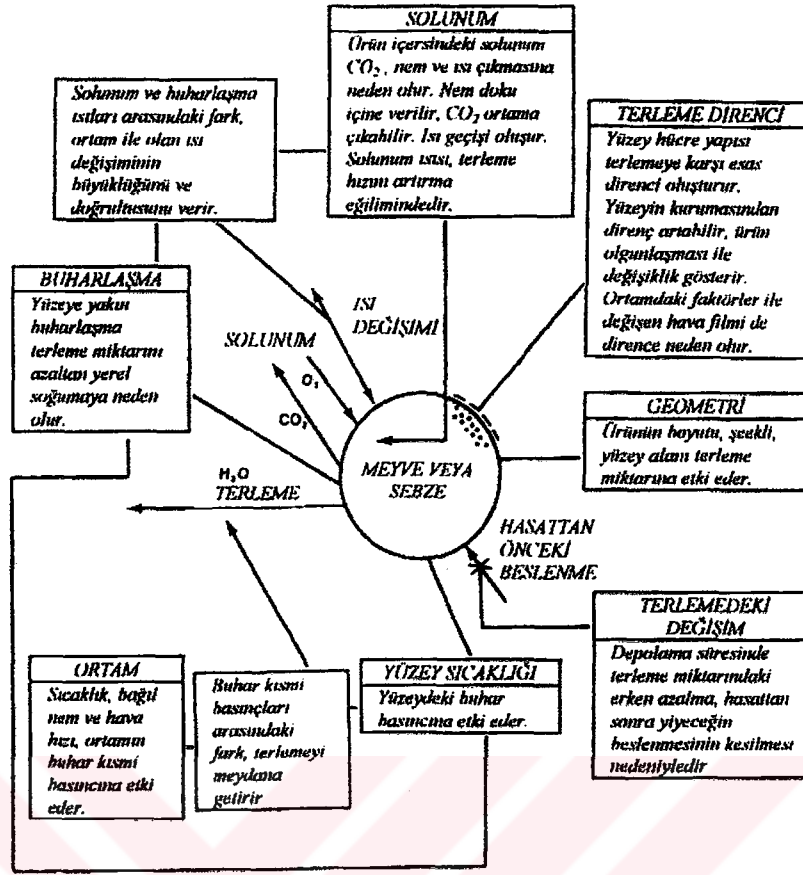 SOLUNUM
Ürün içersindeki solunum
CO₂, nem ve ısı çıkmasına
neden olur. Nem doku
içine verilir, CO₂ ortama
çıkabilir. Isı geçişi oluşur.
Solunum ısısı, terleme
hızını artırma
eğilimindedir.
Solunum ve buharlaşma
ısıları arasındaki fark,
ortam ile olan ısı
değişiminin
büyüklüğünü ve
doğrultusunu verir.
TERLEME DİRENCİ
Yüzey hücre yapısı
terlemeye karşı esas
direnci oluşturur.
Yüzeyin kurumasından
direnç artabilir, ürün
olgunlaşması ile
değişiklik gösterir.
Ortamdaki faktörler ile
değişen hava filmi de
dirence neden olur.
BUHARLAŞMA
Yüzeye yakın
buharlaşma
terleme miktarını
azaltan yerel
soğumaya neden
olur.
ISI
DEĞİŞİMİ
SOLUNUM
O₂
CO₂
GEOMETRİ
Ürünün boyutu, şeekli,
yüzey alanı terleme
miktarına etki eder.
MEYVE VEYA
SEBZE
H₂O
TERLEME
HASATTAN
ÖNCEKİ
BESLENME
TERLEMEDEKİ
DEĞİŞİM
Depolama süresinde
terleme miktarındaki
erken azalma, hasattan
sonra yiyeceğin
beslenmesinin kesilmesi
nedeniyledir
ORTAM
Sıcaklık, bağıl
nem ve hava
hızı, ortamın
buhar kısmi
basıncına etki
eder.
Buhar kısmi
basınçları
arasındaki
fark, terlemeyi
meydana
getirir
YÜZEY SICAKLIĞI
Yüzeydeki buhar
basıncına etki eder.